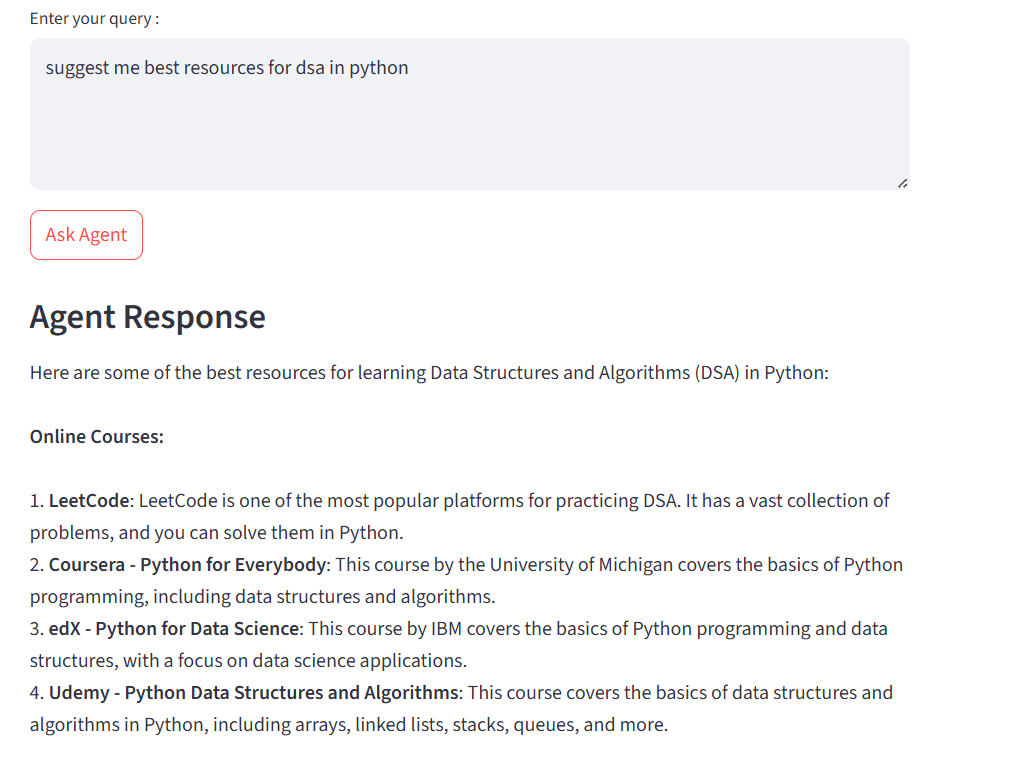 Enter your query :
suggest me best resources for dsa in python
Ask Agent
Agent Response
Here are some of the best resources for learning Data Structures and Algorithms (DSA) in Python:
Online Courses:
1. LeetCode: LeetCode is one of the most popular platforms for practicing DSA. It has a vast collection of
problems, and you can solve them in Python.
2. Coursera - Python for Everybody: This course by the University of Michigan covers the basics of Python
programming, including data structures and algorithms.
3. edX - Python for Data Science: This course by IBM covers the basics of Python programming and data
structures, with a focus on data science applications.
4. Udemy - Python Data Structures and Algorithms: This course covers the basics of data structures and
algorithms in Python, including arrays, linked lists, stacks, queues, and more.